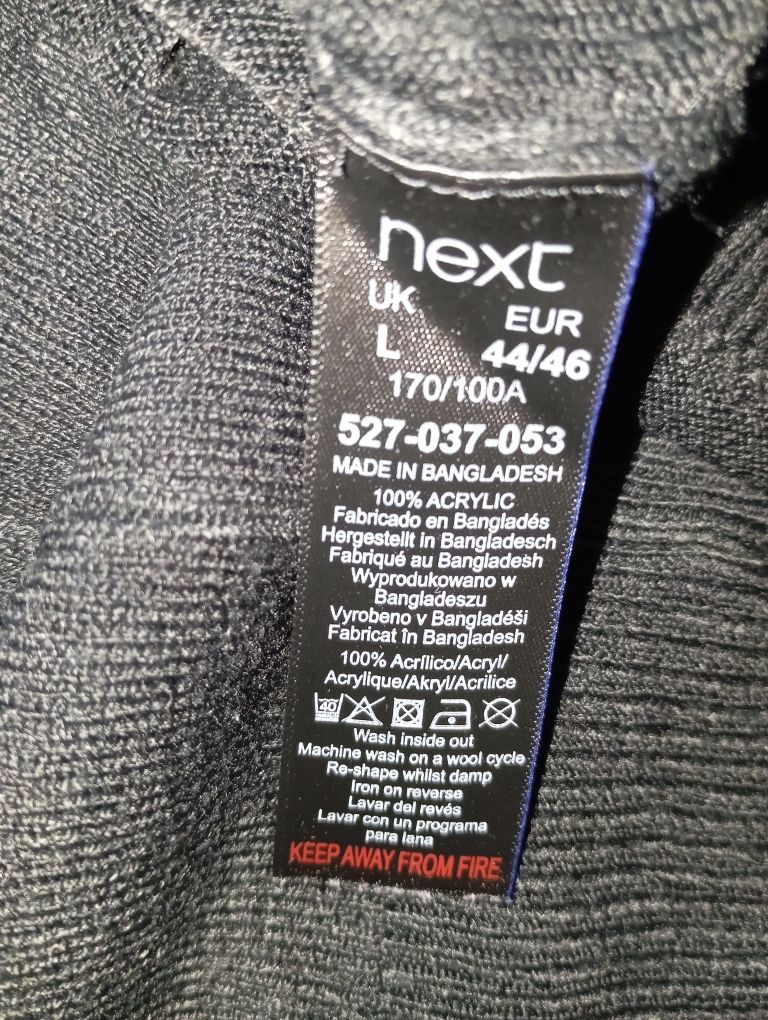 next
UK EUR
L 44/46
170/100A
527-037-053
MADE IN BANGLADESH
100% ACRYLIC
Fabricado en Bangladés
Hergestellt in Bangladesch
Fabriqué au Bangladesh
Wyprodukowano w
Bangladeszu
Vyrobeno v Bangladéši
Fabricat în Bangladesh
100% Acrílico/Acryl/
Acrylique/Akryl/Acrilice
40
Wash inside out
Machine wash on a wool cycle
Re-shape whilst damp
Iron on reverse
Lavar del revés
Lavar con un programa
para lana
KEEP AWAY FROM FIRE